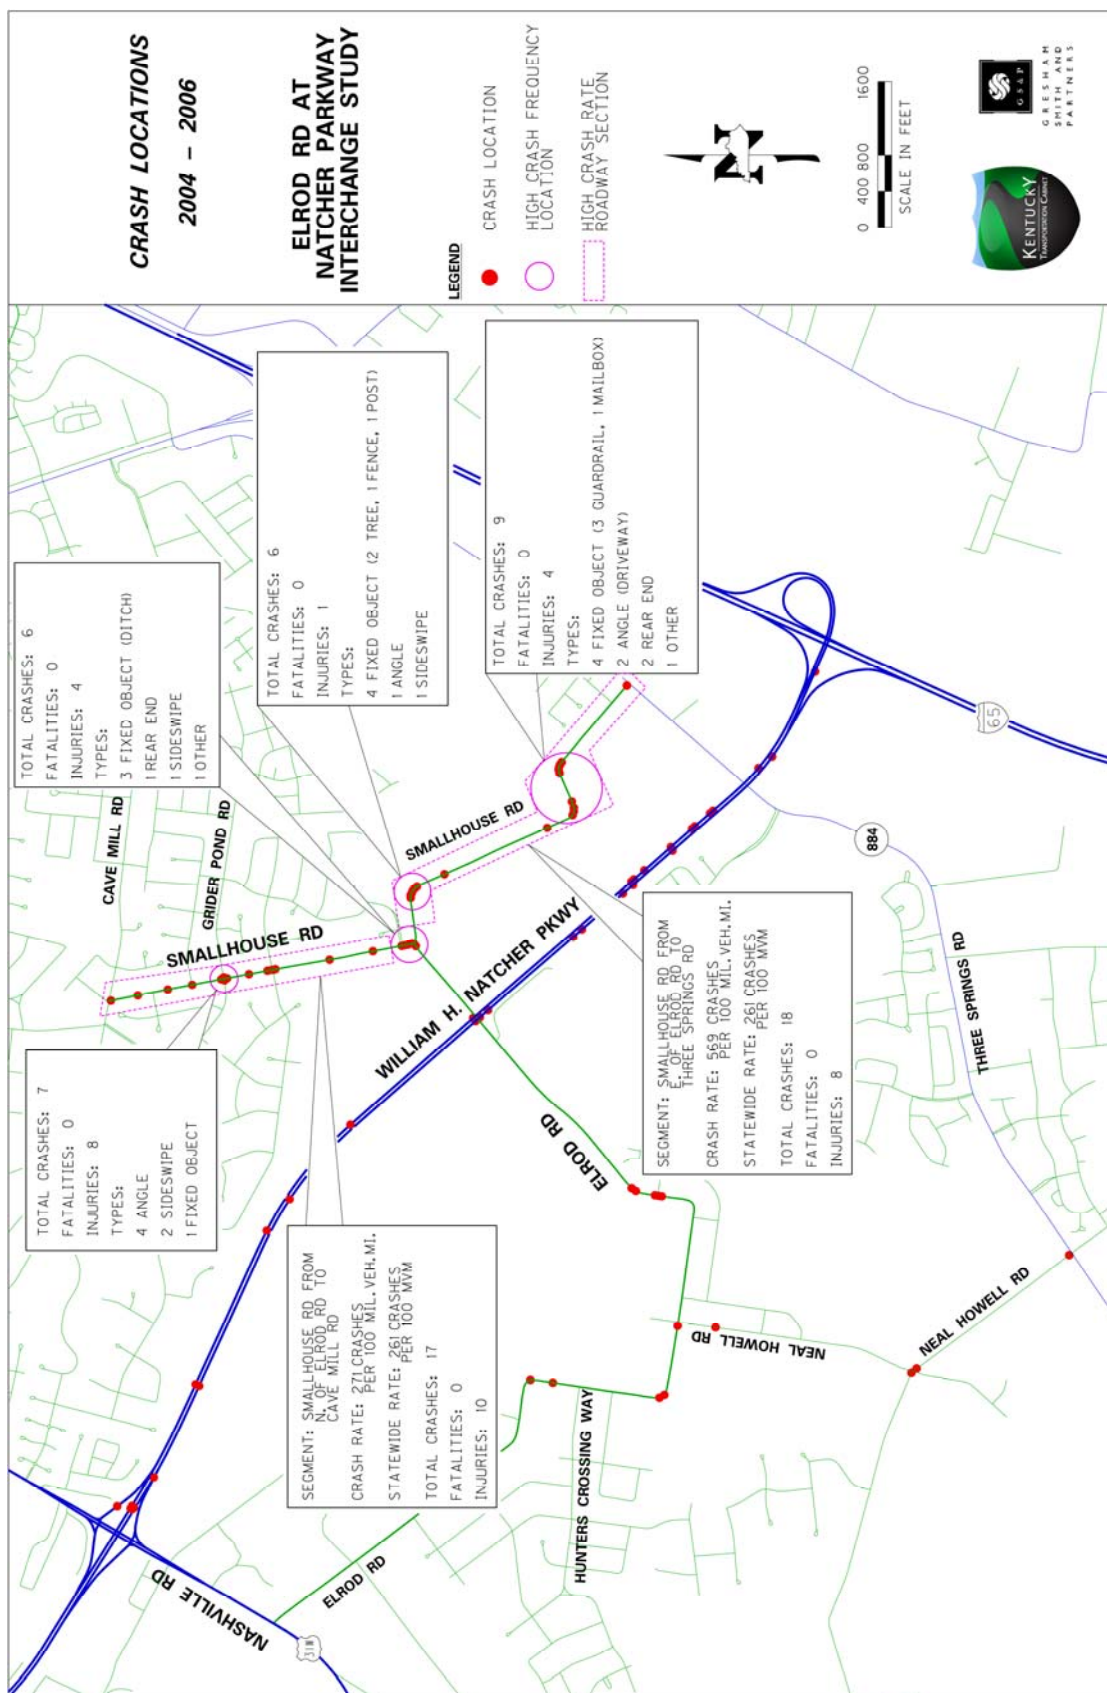 CRASH LOCATIONS
2004 - 2006
ELROD RD AT
NATCHER PARKWAY
INTERCHANGE STUDY
LEGEND
CRASH LOCATION
HIGH CRASH FREQUENCY
LOCATION
HIGH CRASH RATE
ROADWAY SECTION
N
0 400 800 1600
SCALE IN FEET
KENTUCKY
TRANSPORTATION CABINET
GS&P
GRESHAM
SMITH AND
PARTNERS
TOTAL CRASHES: 7
FATALITIES: 0
INJURIES: 8
TYPES:
4 ANGLE
2 SIDESWIPE
1 FIXED OBJECT
TOTAL CRASHES: 6
FATALITIES: 0
INJURIES: 4
TYPES:
3 FIXED OBJECT (DITCH)
1 REAR END
1 SIDESWIPE
1 OTHER
TOTAL CRASHES: 6
FATALITIES: 0
INJURIES: 1
TYPES:
4 FIXED OBJECT (2 TREE, 1 FENCE, 1 POST)
1 ANGLE
1 SIDESWIPE
TOTAL CRASHES: 9
FATALITIES: 0
INJURIES: 4
TYPES:
4 FIXED OBJECT (3 GUARDRAIL, 1 MAILBOX)
2 ANGLE (DRIVEWAY)
2 REAR END
1 OTHER
SEGMENT: SMALLHOUSE RD FROM
N. OF ELROD RD TO
CAVE MILL RD
CRASH RATE: 271 CRASHES
PER 100 MIL.VEH.MI.
STATEWIDE RATE: 261 CRASHES
PER 100 MVM
TOTAL CRASHES: 17
FATALITIES: 0
INJURIES: 10
SEGMENT: SMALLHOUSE RD FROM
E. OF ELROD RD TO
THREE SPRINGS RD
CRASH RATE: 569 CRASHES
PER 100 MIL.VEH.MI.
STATEWIDE RATE: 261 CRASHES
PER 100 MVM
TOTAL CRASHES: 18
FATALITIES: 0
INJURIES: 8
CAVE MILL RD
GRIDER POND RD
SMALLHOUSE RD
SMALLHOUSE RD
WILLIAM H. NATCHER PKWY
ELROD RD
NASHVILLE RD
31W
ELROD RD
HUNTERS CROSSING WAY
NEAL HOWELL RD
NEAL HOWELL RD
THREE SPRINGS RD
884
65